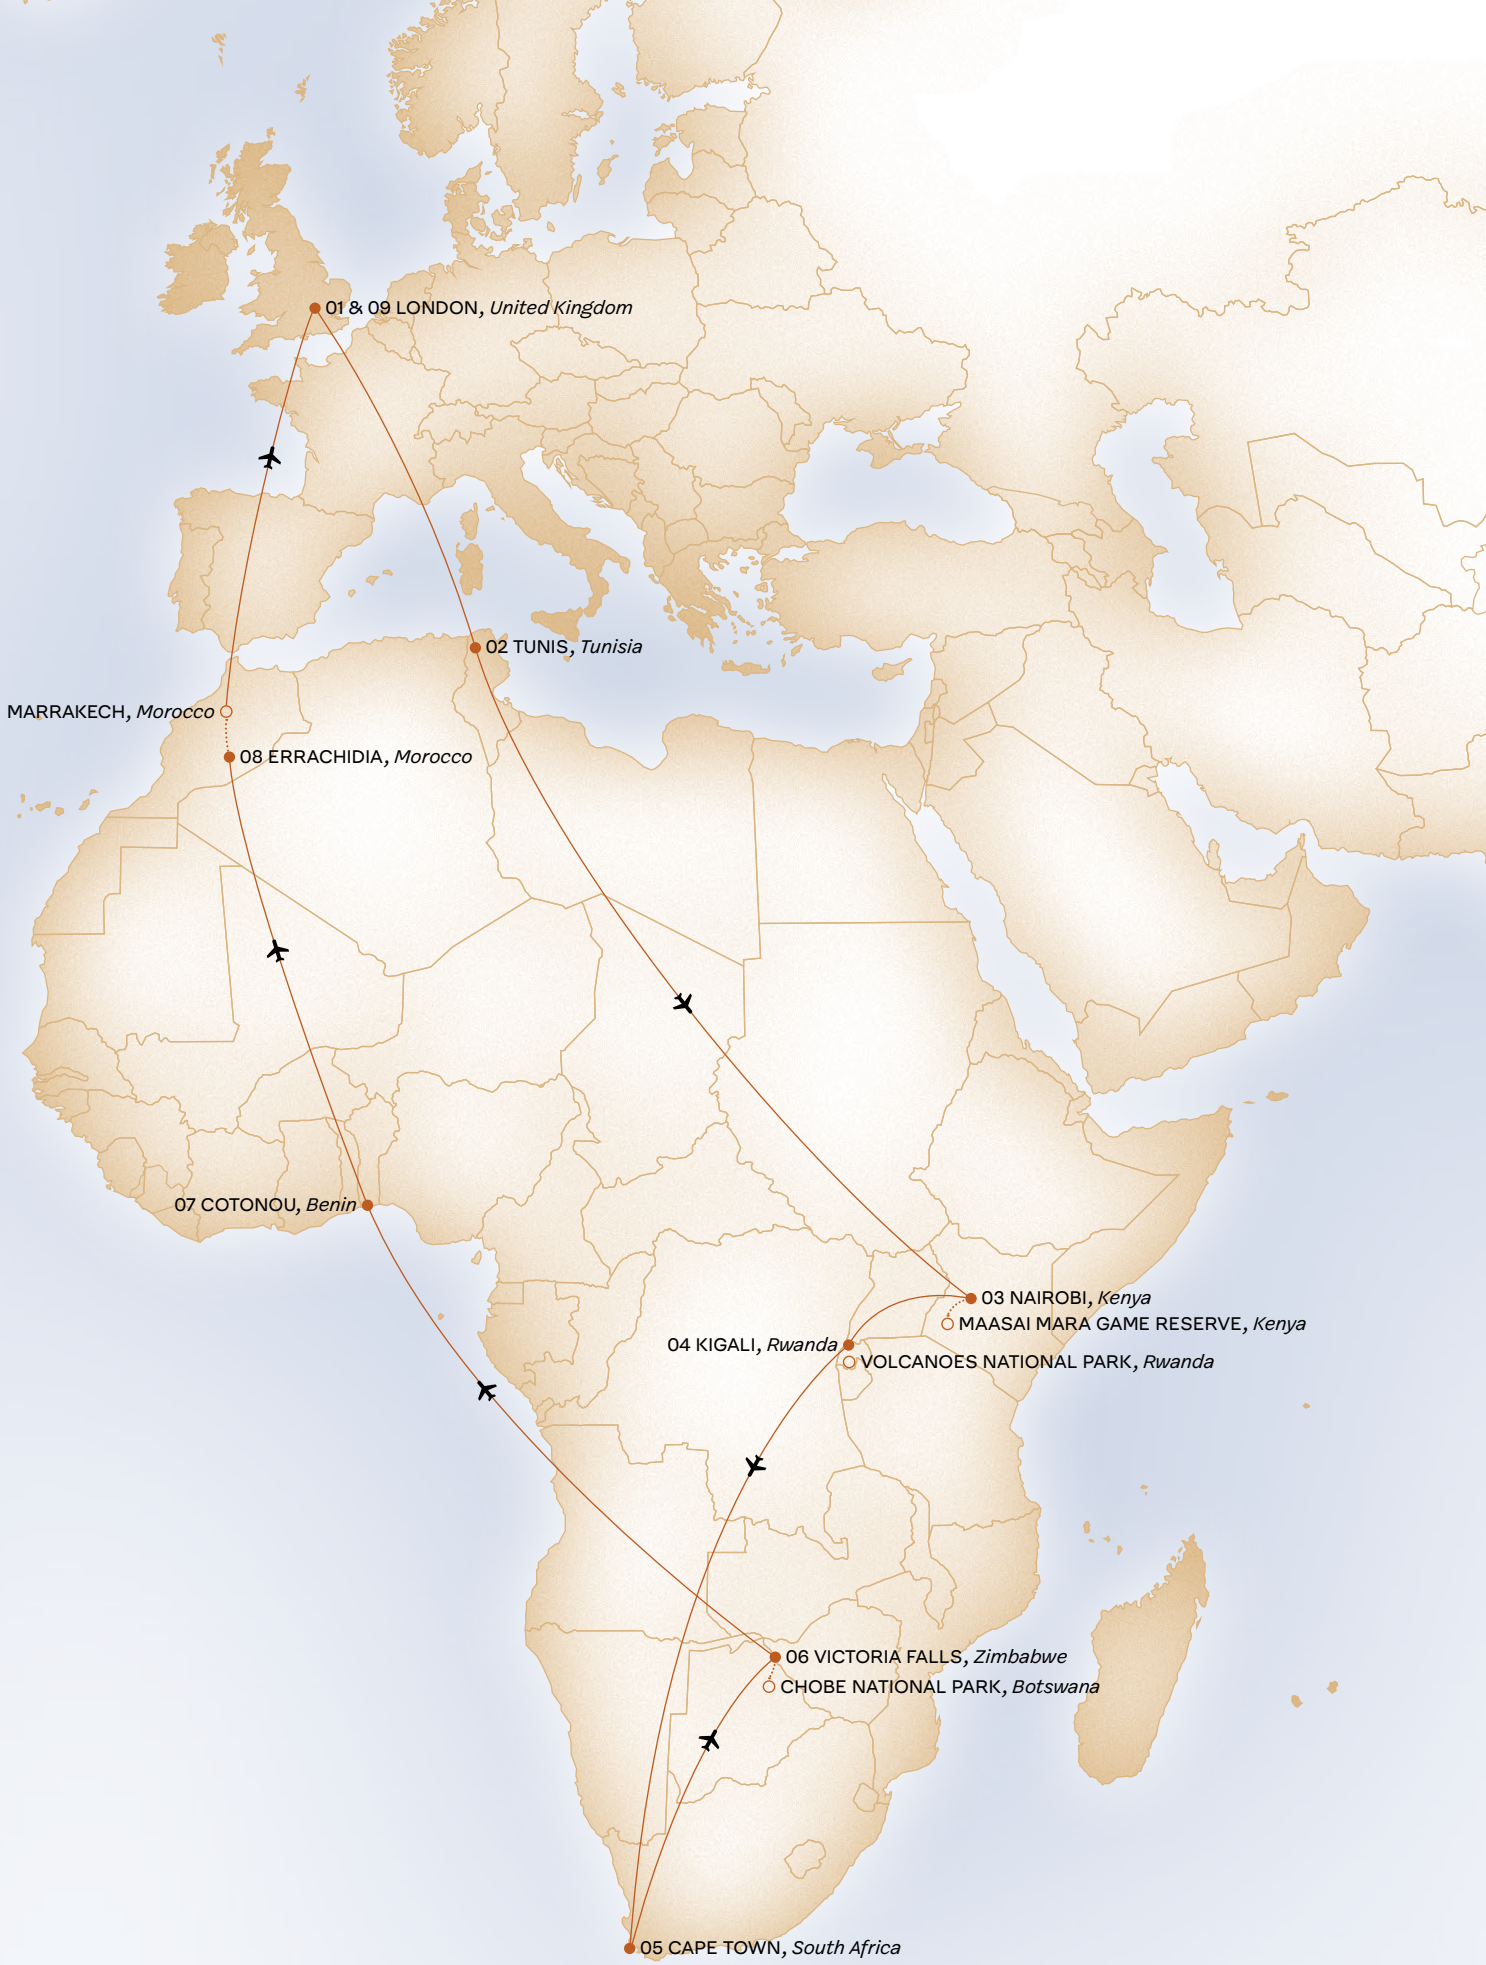 01 & 09 LONDON, United Kingdom
02 TUNIS, Tunisia
MARRAKECH, Morocco
08 ERRACHIDIA, Morocco
07 COTONOU, Benin
03 NAIROBI, Kenya
MAASAI MARA GAME RESERVE, Kenya
04 KIGALI, Rwanda
VOLCANOES NATIONAL PARK, Rwanda
06 VICTORIA FALLS, Zimbabwe
CHOBE NATIONAL PARK, Botswana
05 CAPE TOWN, South Africa